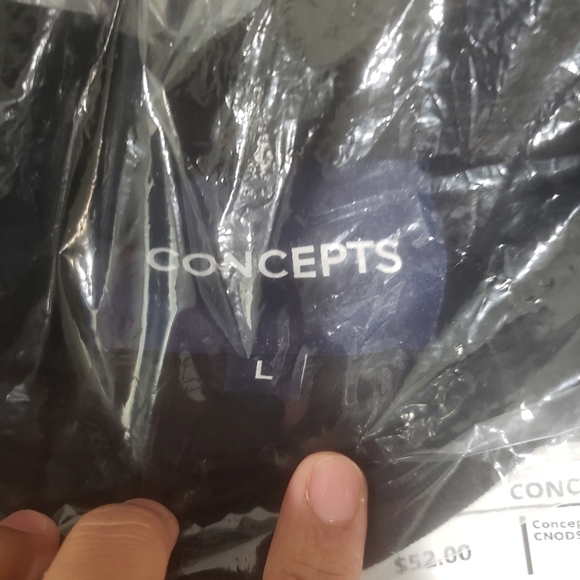 CONCEPTS
L
CONC
Concep
CNODS
$52.00